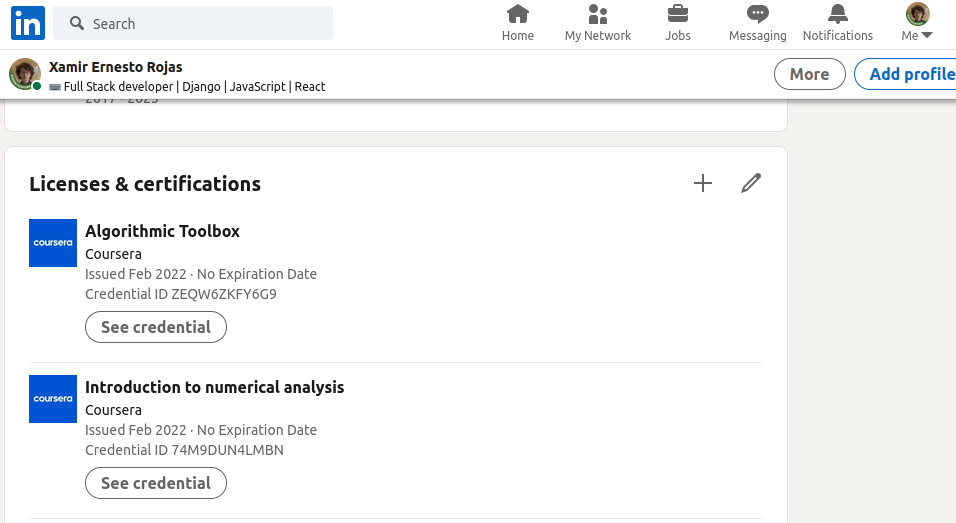 in
Search
Home
My Network
Jobs
Messaging
Notifications
Me
Xamir Ernesto Rojas
Full Stack developer | Django | JavaScript | React
More
Add profile
2017 - 2023
Licenses & certifications
coursera
Algorithmic Toolbox
Coursera
Issued Feb 2022 · No Expiration Date
Credential ID ZEQW6ZKFY6G9
See credential
coursera
Introduction to numerical analysis
Coursera
Issued Feb 2022 · No Expiration Date
Credential ID 74M9DUN4LMBN
See credential